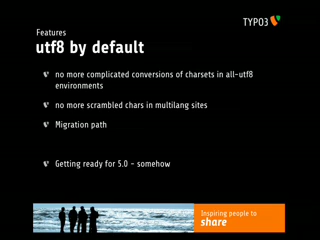 TYPO3
Features
utf8 by default
no more complicated conversions of charsets in all-utf8
environments
no more scrambled chars in multilang sites
Migration path
Getting ready for 5.0 - somehow
Inspiring people to
share